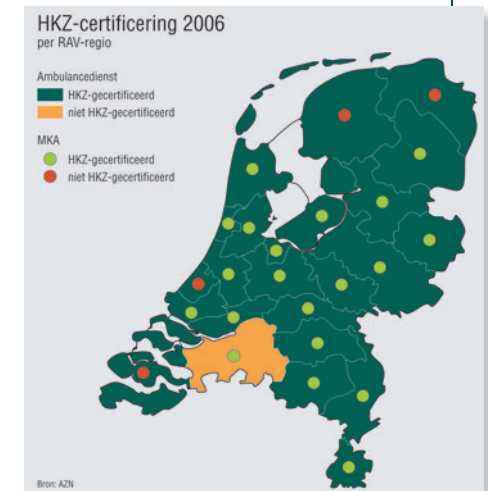 HKZ-certificering 2006
per RAV-regio
Ambulancedienst
HKZ-gecertificeerd
niet HKZ-gecertificeerd
MKA
HKZ-gecertificeerd
niet HKZ-gecertificeerd
Bron: AZN